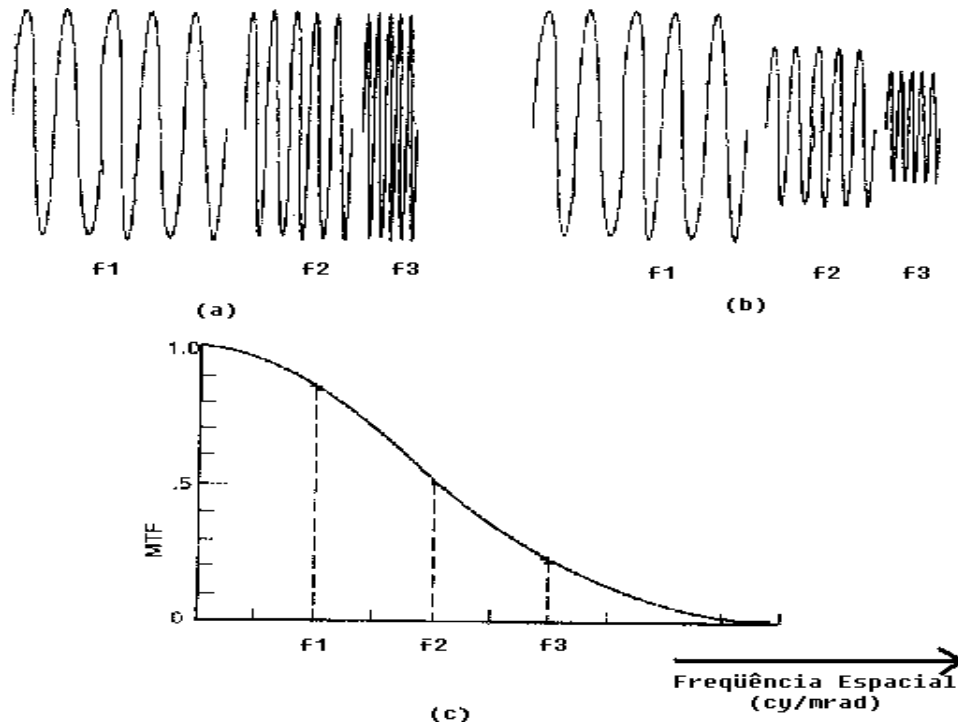 f1 f2 f3
(a)
f1 f2 f3
(b)
1.0
.5
0
MTF
f1 f2 f3
Freqüência Espacial
(cy/mrad)
(c)